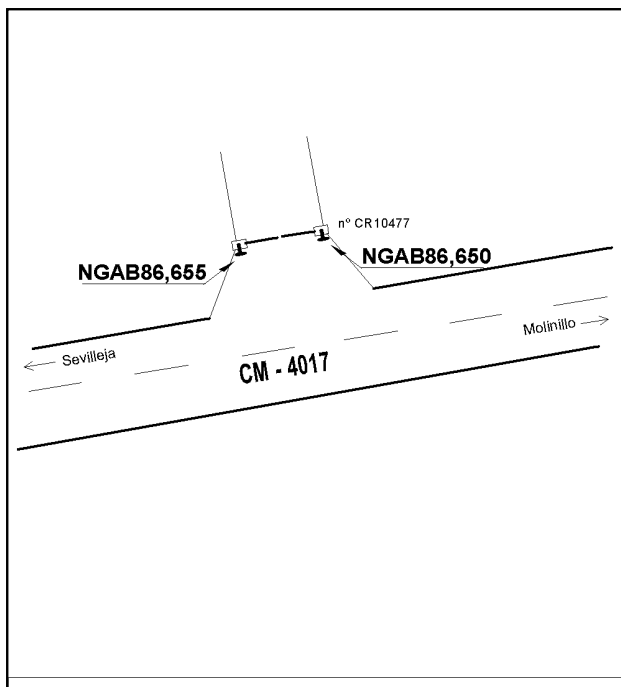 nº CR10477
NGAB86,655
NGAB86,650
Molinillo
Sevilleja
CM - 4017